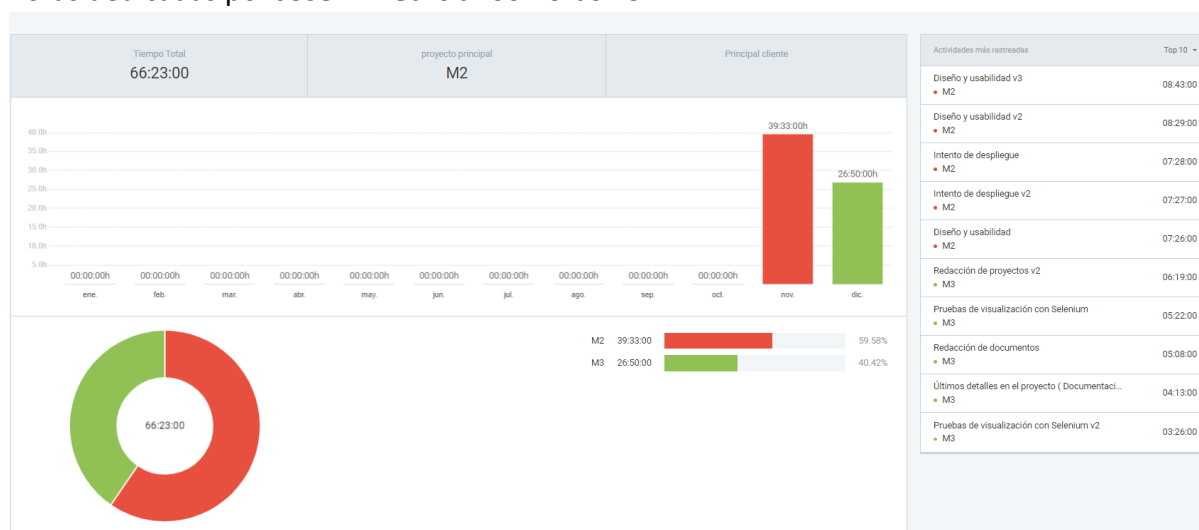 Tiempo Total
66:23:00
proyecto principal
M2
Principal cliente
40.0h
35.0h
30.0h
25.0h
20.0h
15.0h
10.0h
5.0h
39:33:00h
26:50:00h
00:00:00h 00:00:00h 00:00:00h 00:00:00h 00:00:00h 00:00:00h 00:00:00h 00:00:00h 00:00:00h 00:00:00h
ene. feb. mar. abr. may. jun. jul. ago. sep. oct. nov. dic.
66:23:00
M2 39:33:00 59.58%
M3 26:50:00 40.42%
Actividades más rastreadas Top 10
Diseño y usabilidad v3 08:43:00
M2
Diseño y usabilidad v2 08:29:00
M2
Intento de despliegue 07:28:00
M2
Intento de despliegue v2 07:27:00
M2
Diseño y usabilidad 07:26:00
M2
Redacción de proyectos v2 06:19:00
M3
Pruebas de visualización con Selenium 05:22:00
M3
Redacción de documentos 05:08:00
M3
Últimos detalles en el proyecto ( Documentaci... 04:13:00
M3
Pruebas de visualización con Selenium v2 03:26:00
M3